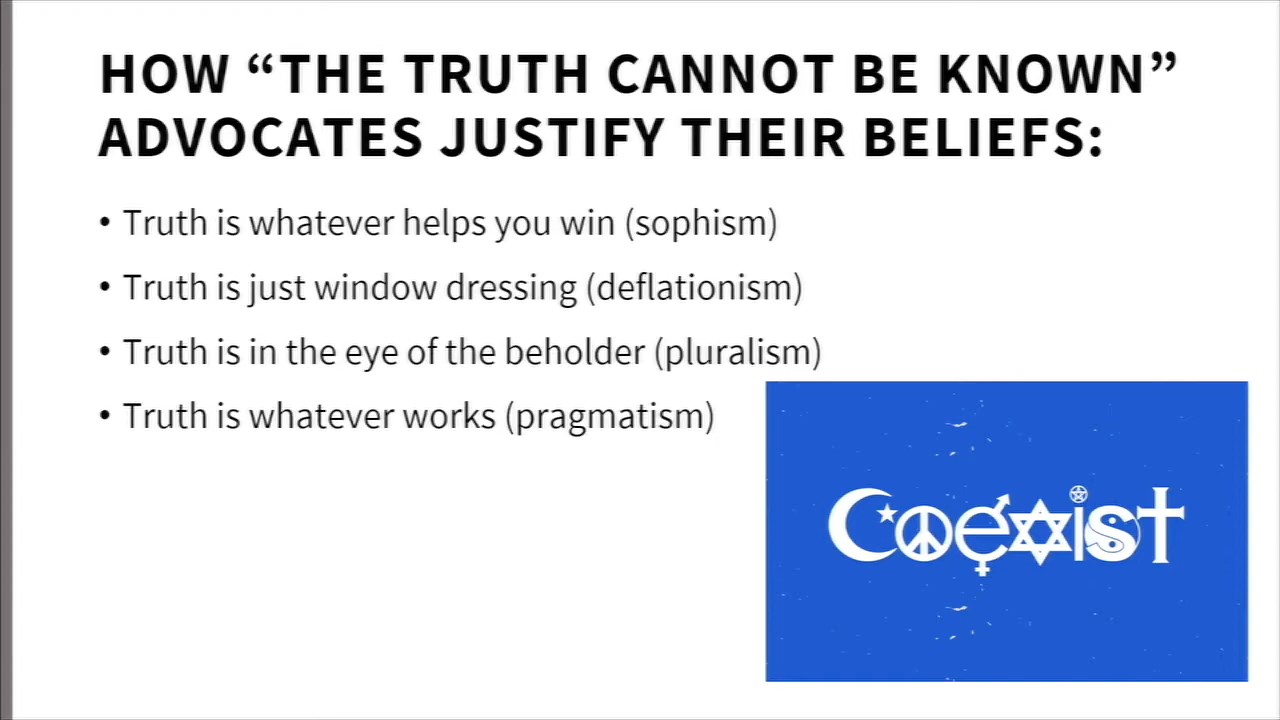 HOW “THE TRUTH CANNOT BE KNOWN”
ADVOCATES JUSTIFY THEIR BELIEFS:
• Truth is whatever helps you win (sophism)
• Truth is just window dressing (deflationism)
• Truth is in the eye of the beholder (pluralism)
• Truth is whatever works (pragmatism)
Coexist